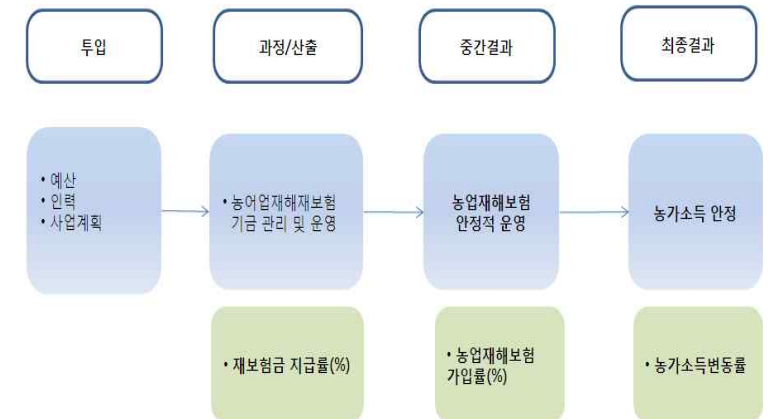 투입
과정/산출
중간결과
최종결과
• 예산
• 인력
• 사업계획
• 농어업재해재보험
기금 관리 및 운영
농업재해보험
안정적 운영
농가소득 안정
• 재보험금 지급률(%)
• 농업재해보험
가입률(%)
• 농가소득변동률